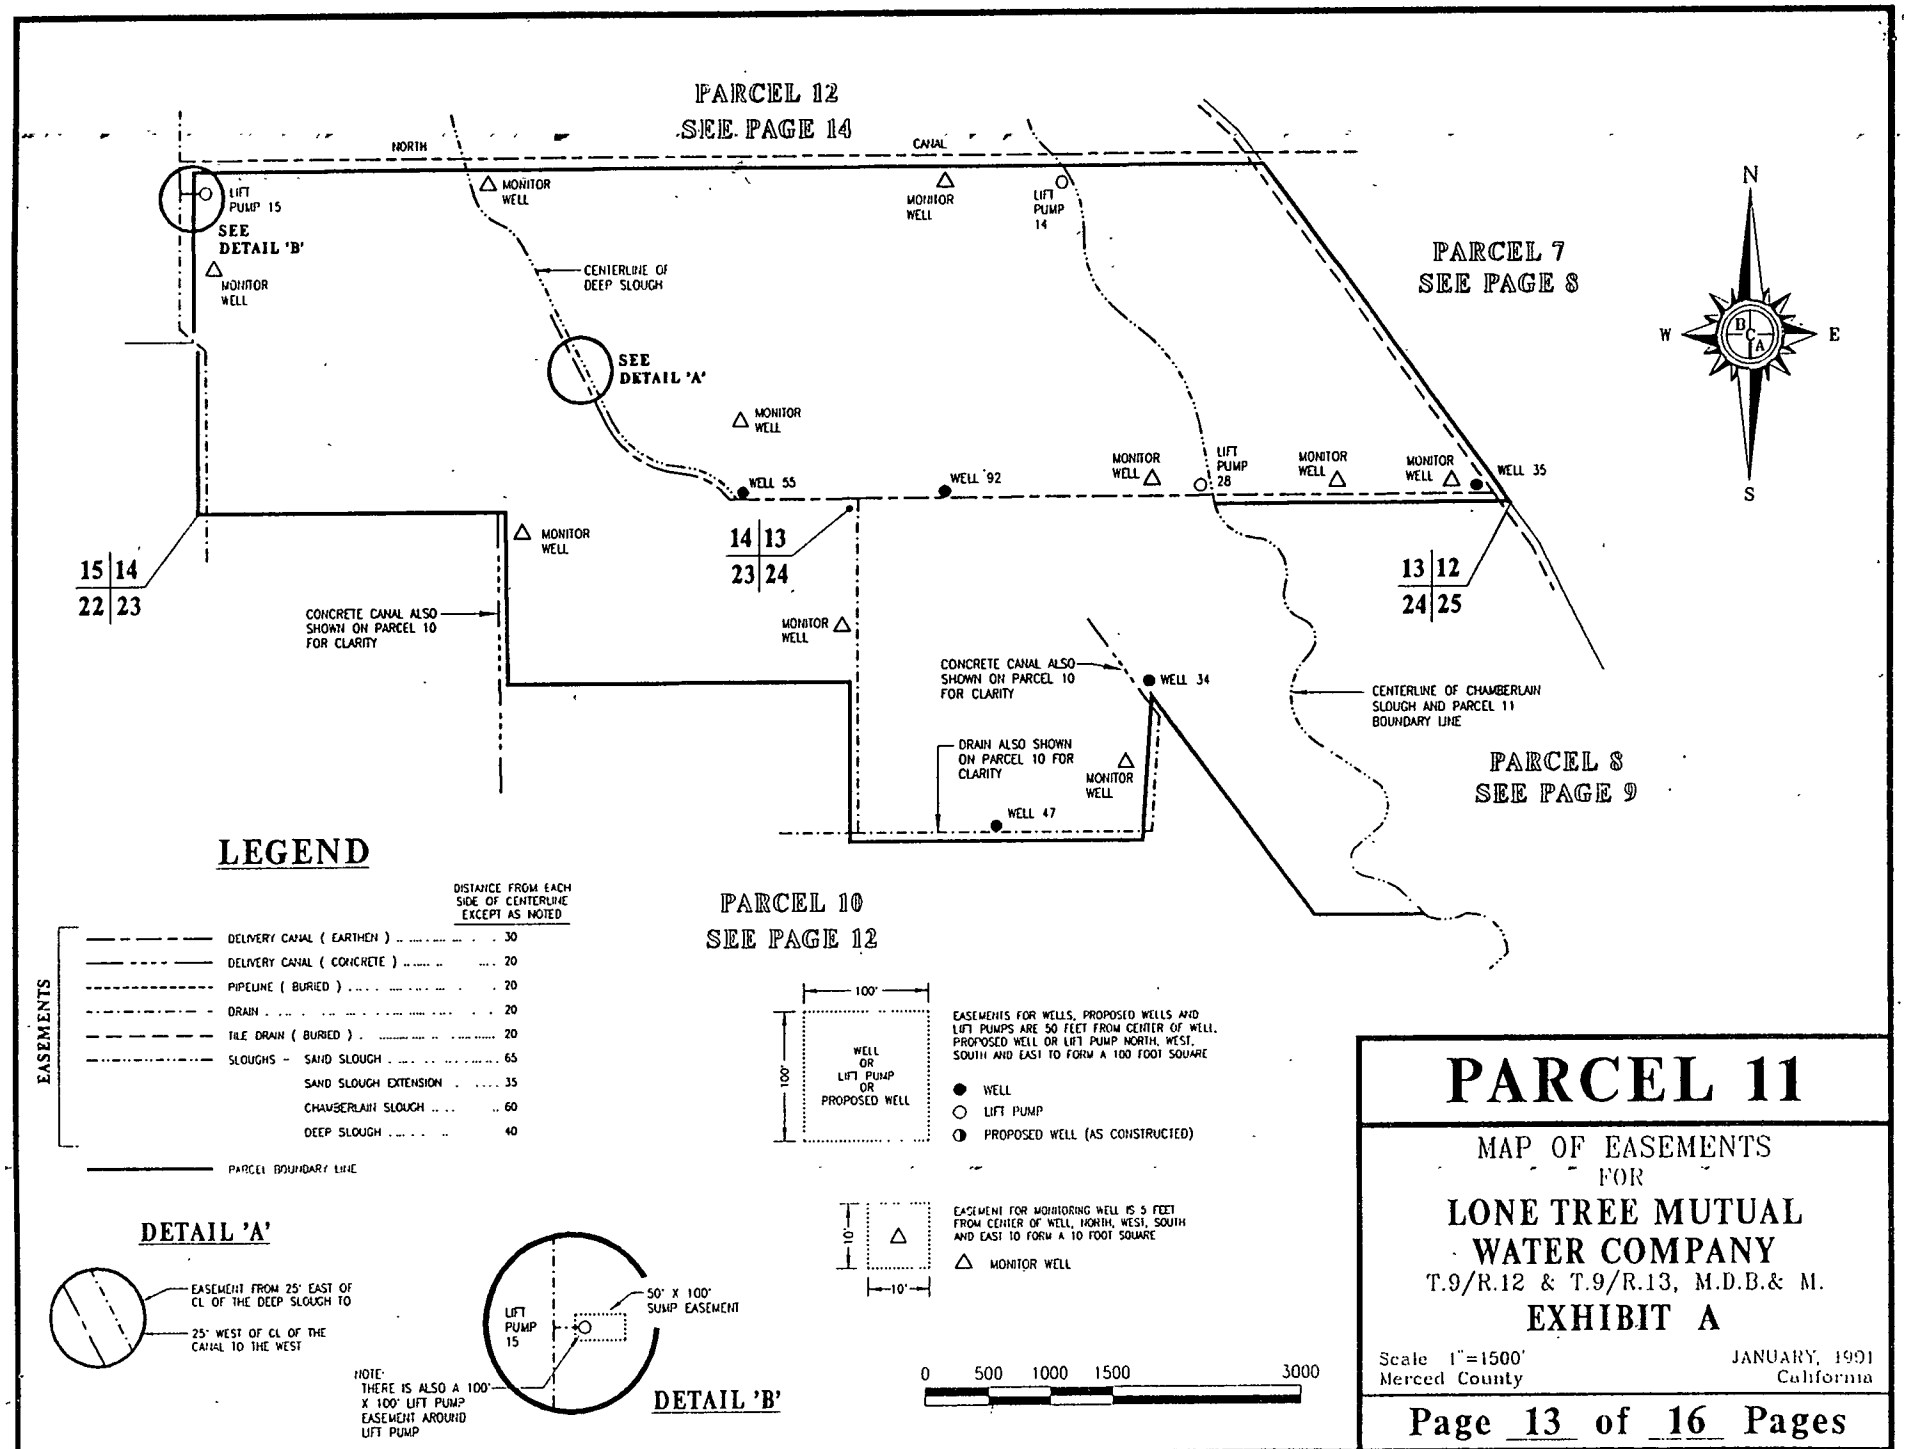 PARCEL 12
SEE PAGE 14
NORTH
CANAL
LIFT
PUMP 15
SEE
DETAIL 'B'
MONITOR
WELL
MONITOR
WELL
MONITOR
WELL
LIFT
PUMP
14
CENTERLINE OF
DEEP SLOUGH
PARCEL 7
SEE PAGE 8
N
W
E
S
B
C
A
SEE
DETAIL 'A'
MONITOR
WELL
WELL 55
WELL 92
MONITOR
WELL
LIFT
PUMP
28
MONITOR
WELL
MONITOR
WELL
WELL 35
MONITOR
WELL
14 13
23 24
15 14
22 23
13 12
24 25
CONCRETE CANAL ALSO
SHOWN ON PARCEL 10
FOR CLARITY
MONITOR
WELL
CONCRETE CANAL ALSO
SHOWN ON PARCEL 10
FOR CLARITY
WELL 34
CENTERLINE OF CHAMBERLAIN
SLOUGH AND PARCEL 11
BOUNDARY LINE
DRAIN ALSO SHOWN
ON PARCEL 10 FOR
CLARITY
MONITOR
WELL
WELL 47
PARCEL 8
SEE PAGE 9
PARCEL 10
SEE PAGE 12
LEGEND
DISTANCE FROM EACH
SIDE OF CENTERLINE
EXCEPT AS NOTED
EASEMENTS
DELIVERY CANAL ( EARTHEN ) 30
DELIVERY CANAL ( CONCRETE ) 20
PIPELINE ( BURIED ) 20
DRAIN 20
TILE DRAIN ( BURIED ) 20
SLOUGHS - SAND SLOUGH 65
SAND SLOUGH EXTENSION 35
CHAMBERLAIN SLOUGH 60
DEEP SLOUGH 40
PARCEL BOUNDARY LINE
100'
100'
WELL
OR
LIFT PUMP
OR
PROPOSED WELL
EASEMENTS FOR WELLS, PROPOSED WELLS AND
LIFT PUMPS ARE 50 FEET FROM CENTER OF WELL,
PROPOSED WELL OR LIFT PUMP NORTH, WEST,
SOUTH AND EAST TO FORM A 100 FOOT SQUARE
WELL
LIFT PUMP
PROPOSED WELL (AS CONSTRUCTED)
10'
10'
EASEMENT FOR MONITORING WELL IS 5 FEET
FROM CENTER OF WELL, NORTH, WEST, SOUTH
AND EAST TO FORM A 10 FOOT SQUARE
MONITOR WELL
DETAIL 'A'
EASEMENT FROM 25' EAST OF
CL OF THE DEEP SLOUGH TO
25' WEST OF CL OF THE
CANAL TO THE WEST
LIFT
PUMP
15
50' X 100'
SUMP EASEMENT
NOTE:
THERE IS ALSO A 100'
X 100' LIFT PUMP
EASEMENT AROUND
LIFT PUMP
DETAIL 'B'
0 500 1000 1500 3000
PARCEL 11
MAP OF EASEMENTS
FOR
LONE TREE MUTUAL
WATER COMPANY
T.9/R.12 & T.9/R.13, M.D.B.& M.
EXHIBIT A
Scale 1"=1500'
Merced County
JANUARY, 1991
California
Page 13 of 16 Pages